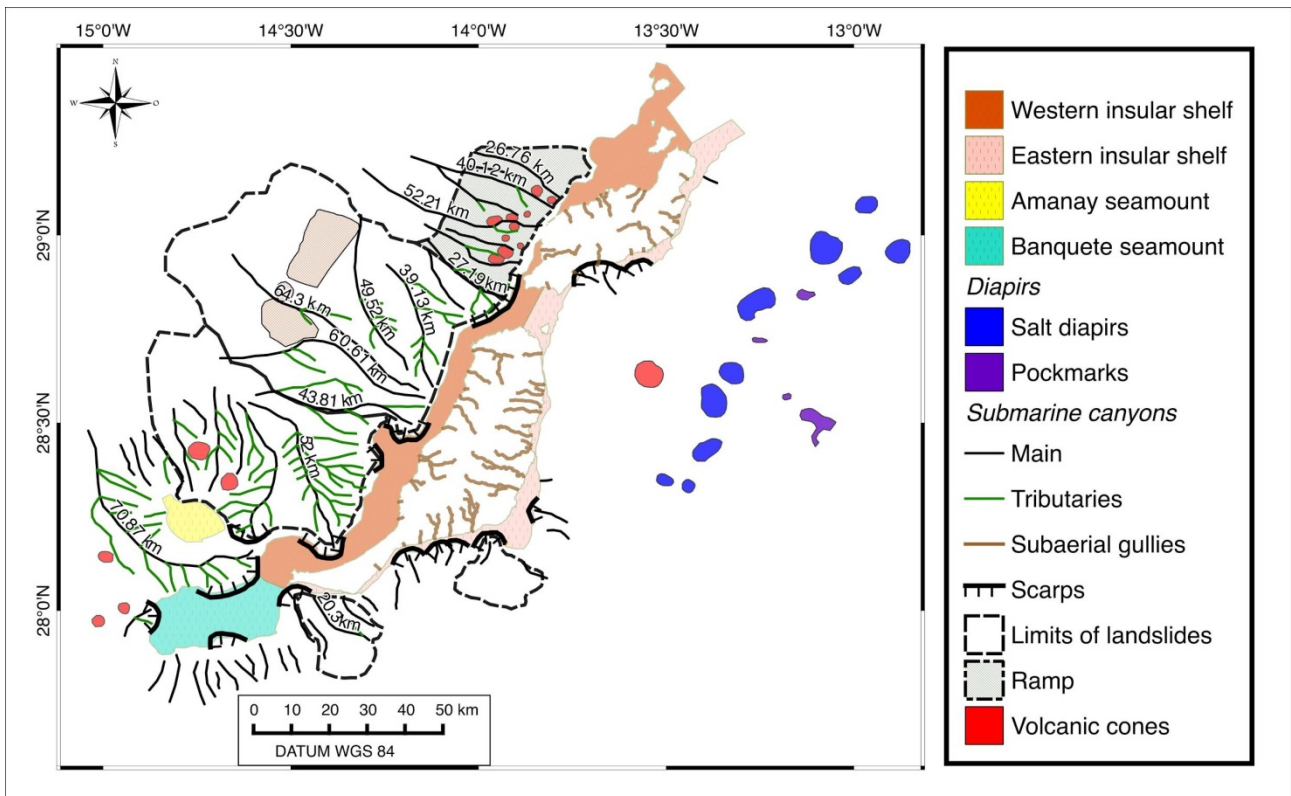 15°0'W 14°30'W 14°0'W 13°30'W 13°0'W
N
W O
S
29°0'N
28°30'N
28°0'N
26.76 km
40.12 km
52.21 km
27.19 km
39.13 km
49.52 km
64.3 km
60.61 km
43.81 km
52 km
70.87 km
20.3km
0 10 20 30 40 50 km
DATUM WGS 84
Western insular shelf
Eastern insular shelf
Amanay seamount
Banquete seamount
Diapirs
Salt diapirs
Pockmarks
Submarine canyons
Main
Tributaries
Subaerial gullies
Scarps
Limits of landslides
Ramp
Volcanic cones